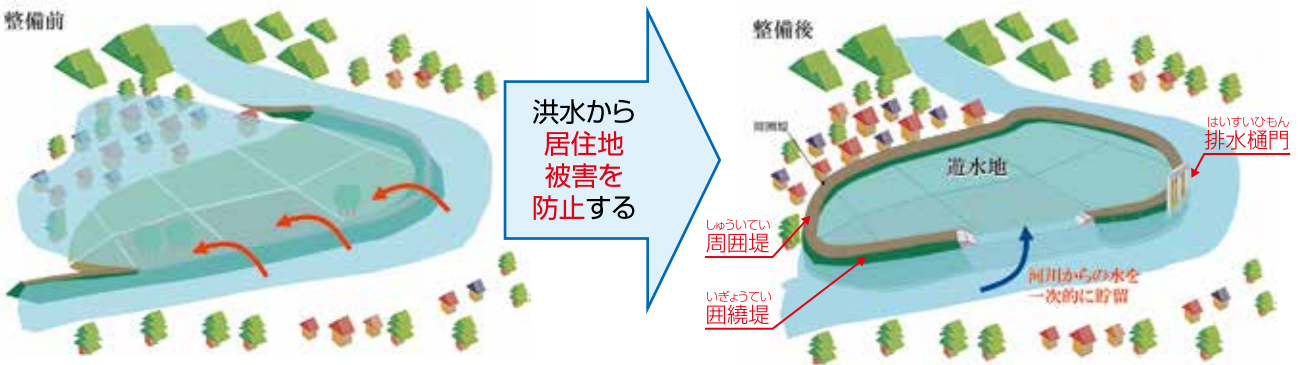 整備前
洪水から
居住地
被害を
防止する
整備後
周囲堤
遊水地
はいすいひもん
排水樋門
しゅういてい
周囲堤
いぎょうてい
囲繞堤
河川からの水を
一次的に貯留